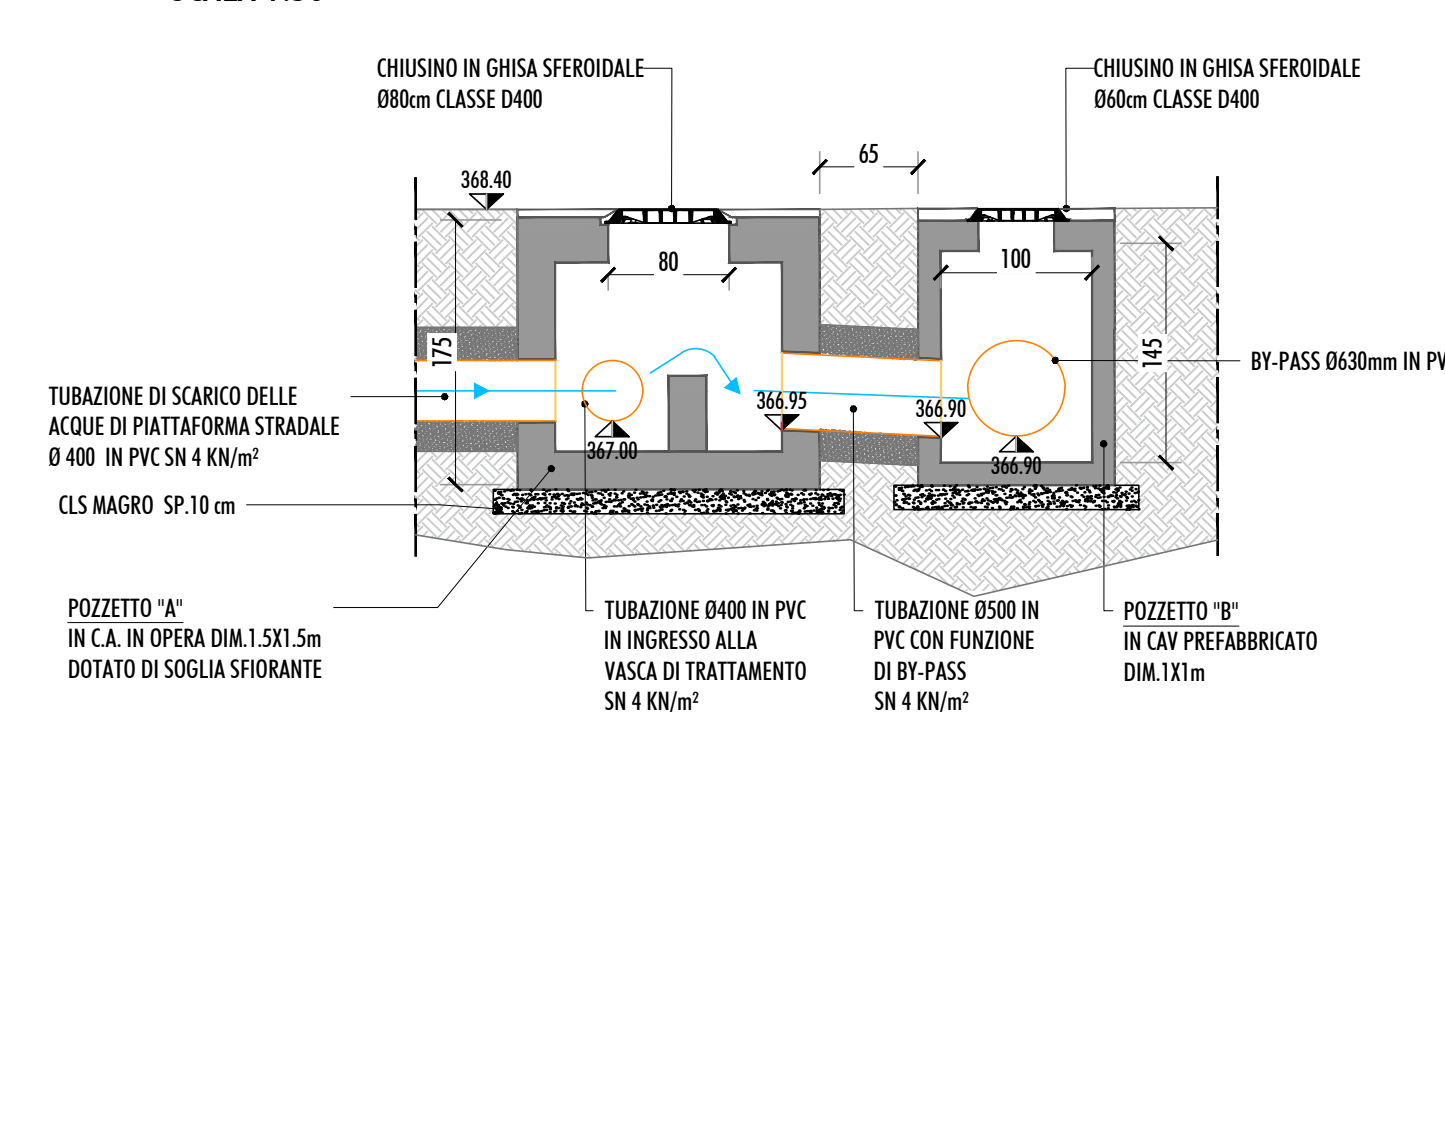 CHIUSINO IN GHISA SFEROIDALE
Ø80cm CLASSE D400
CHIUSINO IN GHISA SFEROIDALE
Ø60cm CLASSE D400
65
368.40
80
100
175
145
BY-PASS Ø630mm IN
TUBAZIONE DI SCARICO DELLE
ACQUE DI PIATTAFORMA STRADALE
Ø 400 IN PVC SN 4 KN/m²
366.95
366.90
367.00
366.90
CLS MAGRO SP.10 cm
POZZETTO "A"
IN C.A. IN OPERA DIM.1.5X1.5m
DOTATO DI SOGLIA SFIORANTE
TUBAZIONE Ø400 IN PVC
IN INGRESSO ALLA
VASCA DI TRATTAMENTO
SN 4 KN/m²
TUBAZIONE Ø500 IN
PVC CON FUNZIONE
DI BY-PASS
SN 4 KN/m²
POZZETTO "B"
IN CAV PREFABBRICATO
DIM.1X1m